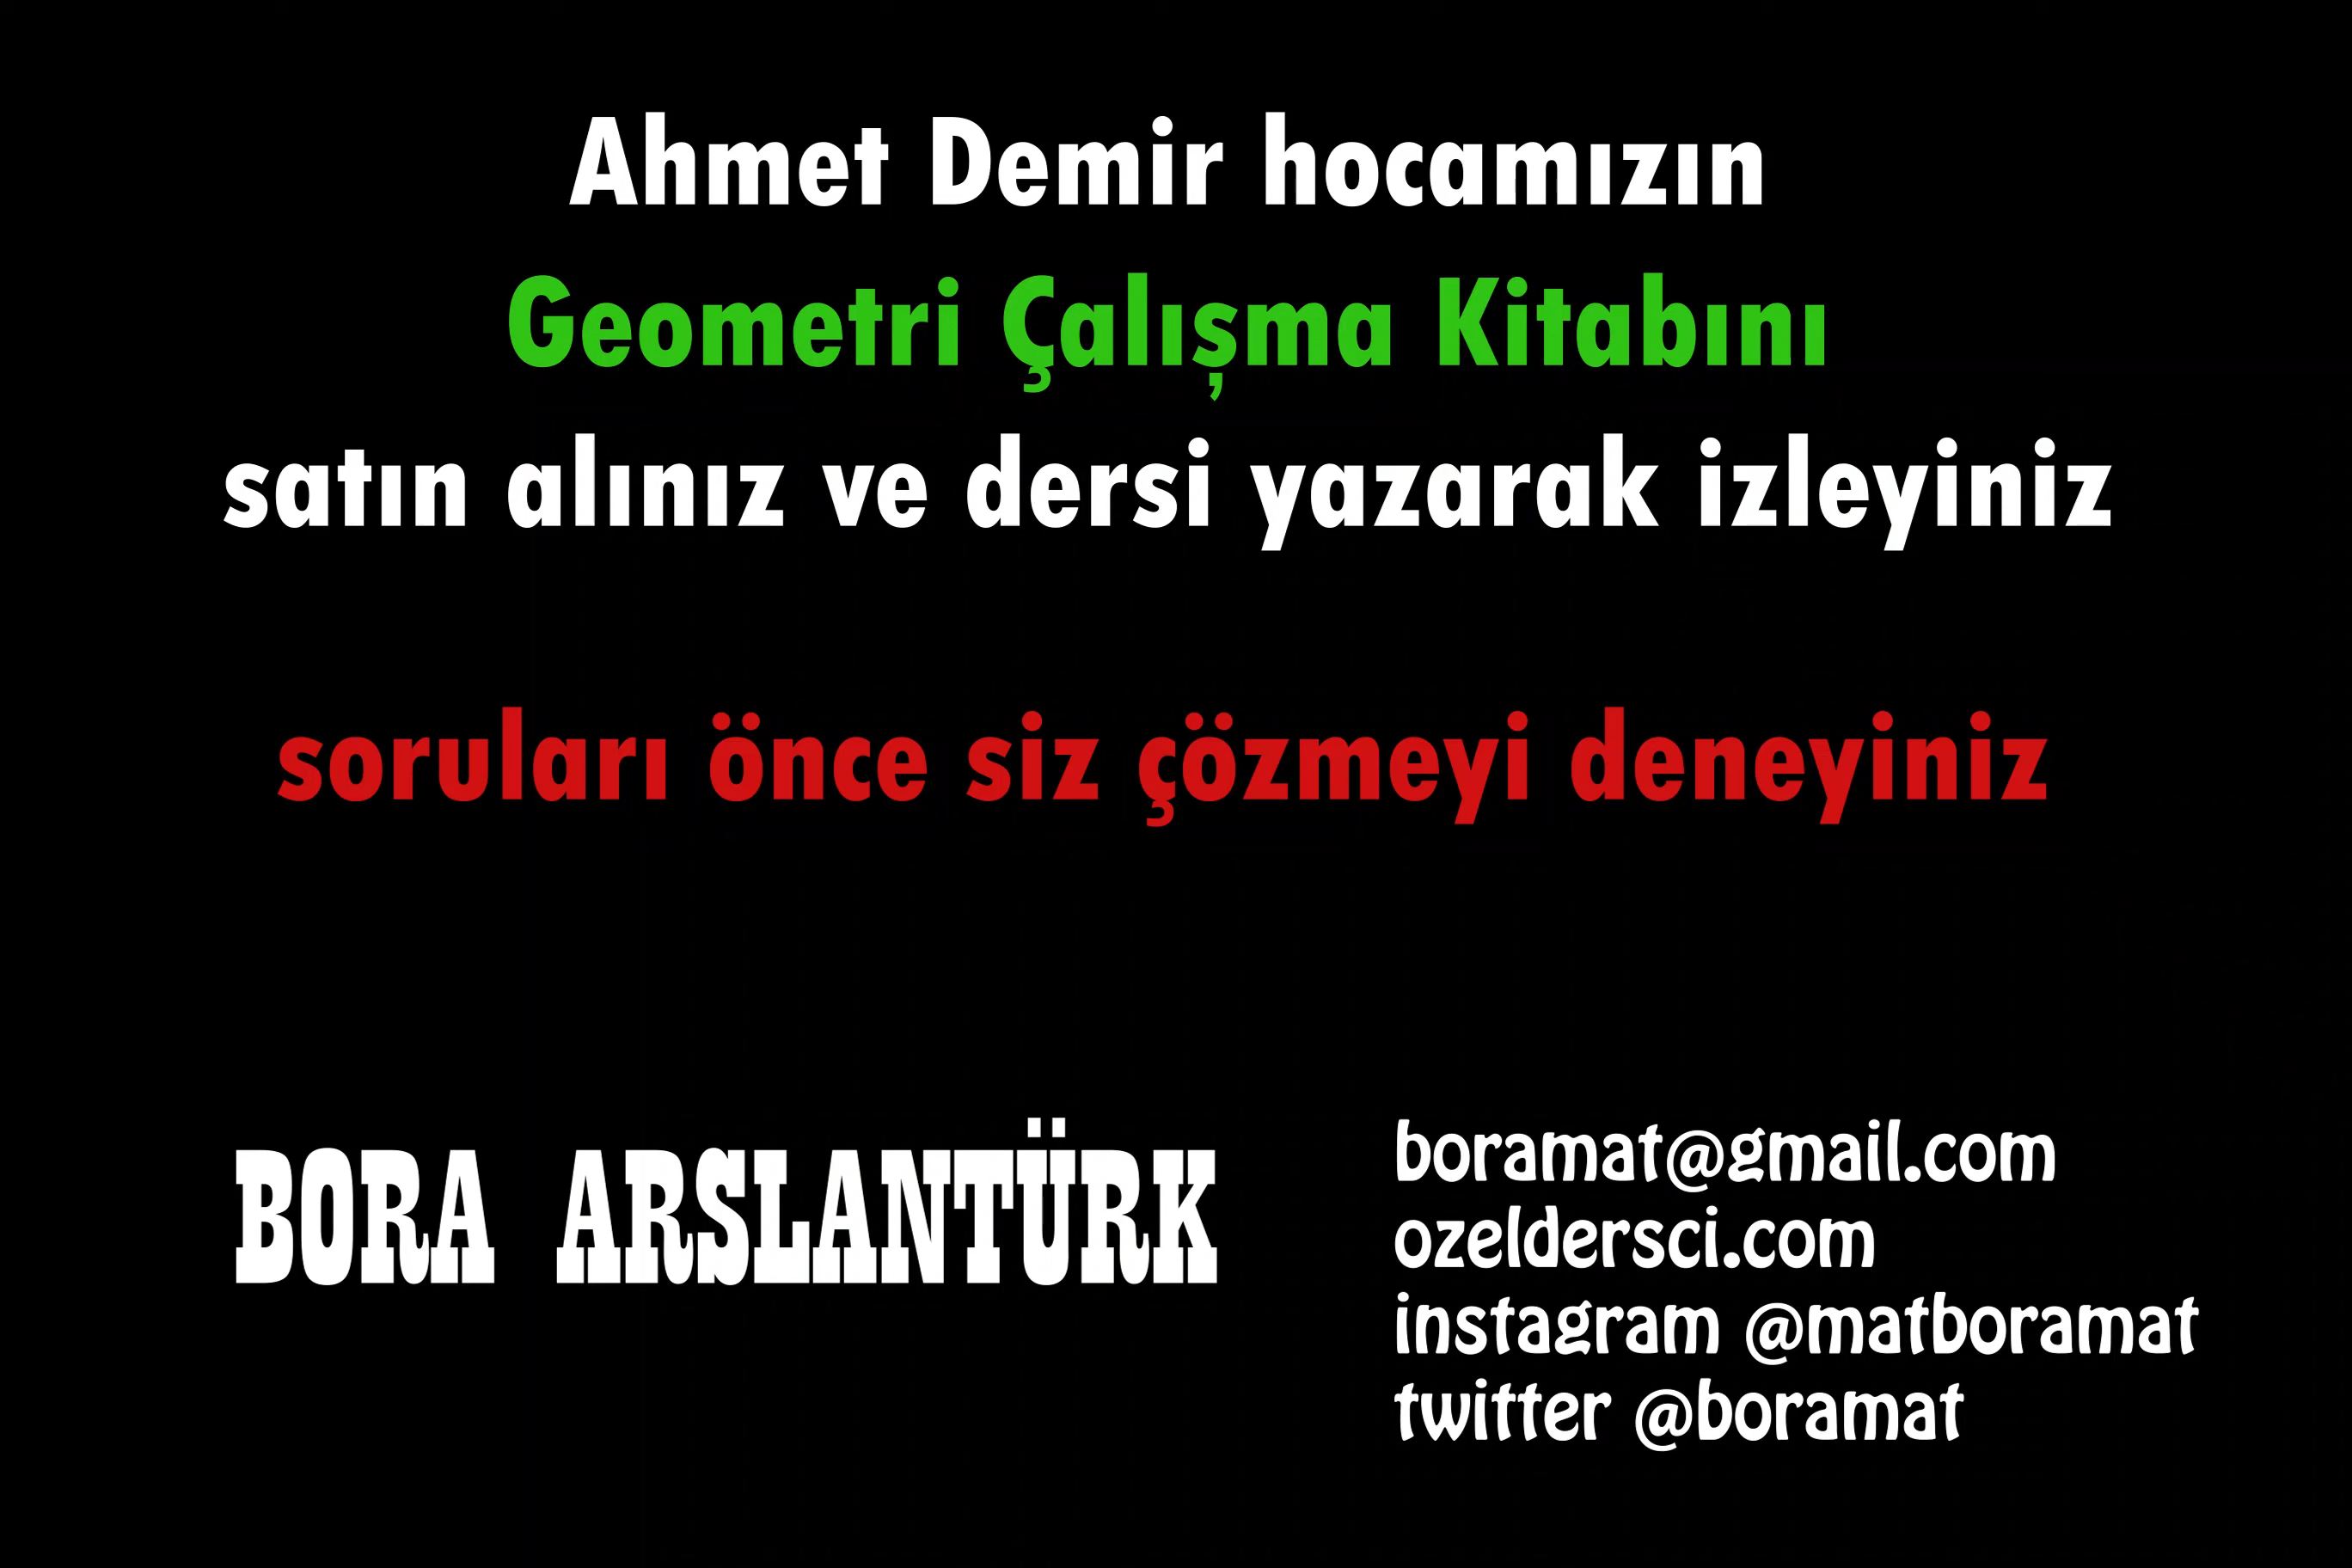 Ahmet Demir hocamızın
Geometri Çalışma Kitabını
satın alınız ve dersi yazarak izleyiniz
soruları önce siz çözmeyi deneyiniz
BORA ARSLANTÜRK
boramat@gmail.com
ozeldersci.com
instagram @matboramat
twitter @boramat